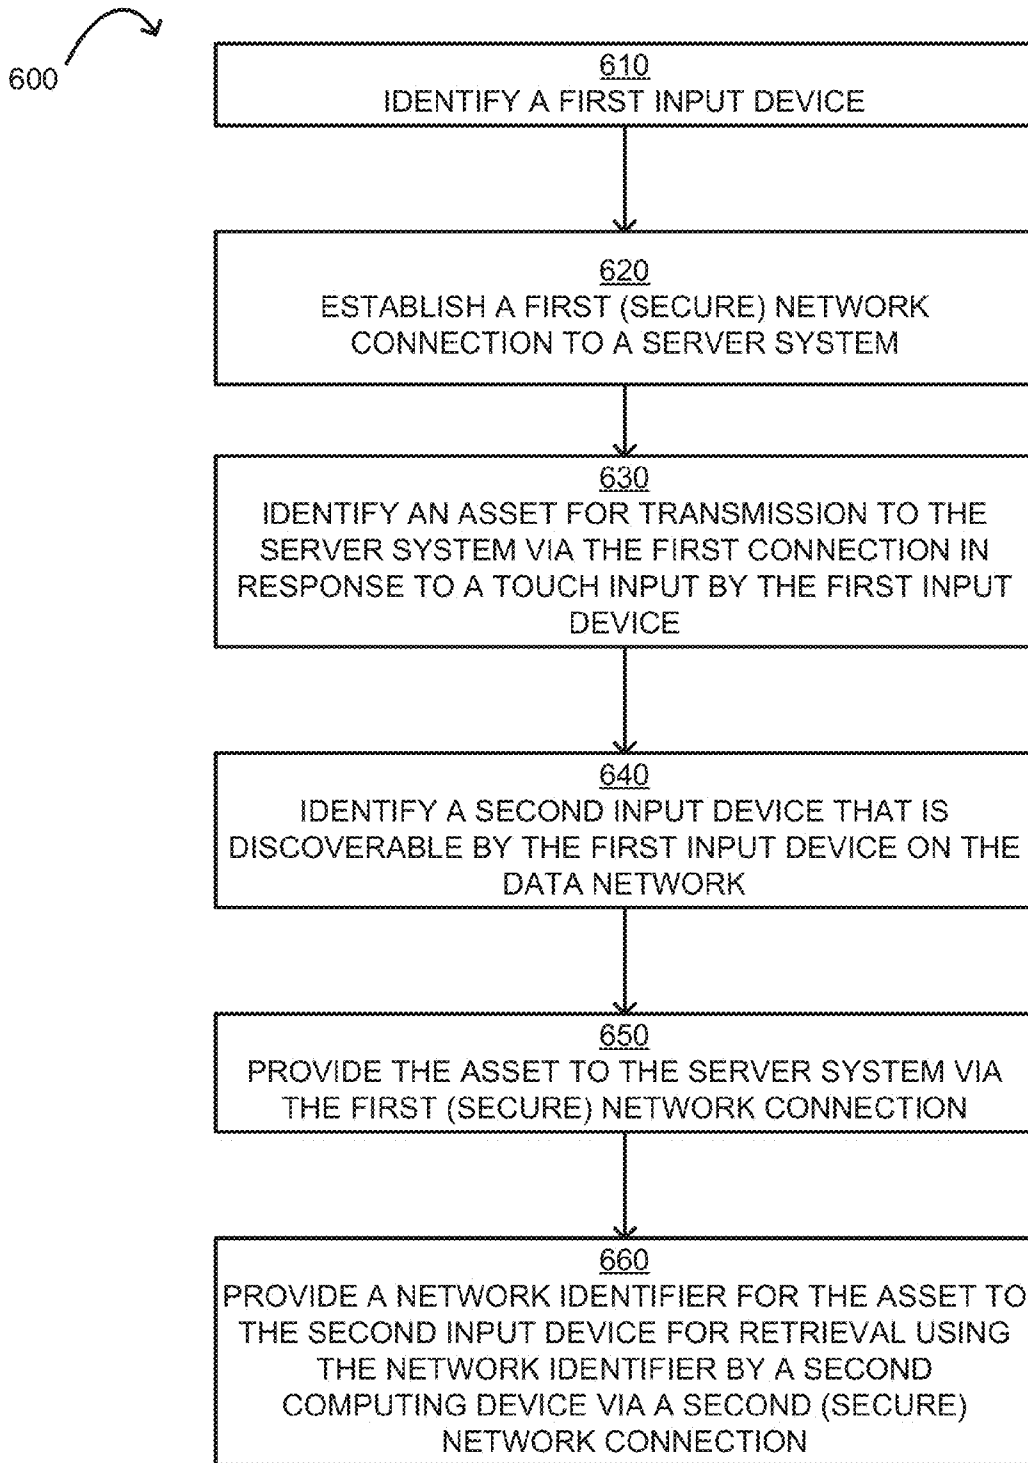 600
610
IDENTIFY A FIRST INPUT DEVICE
620
ESTABLISH A FIRST (SECURE) NETWORK
CONNECTION TO A SERVER SYSTEM
630
IDENTIFY AN ASSET FOR TRANSMISSION TO THE
SERVER SYSTEM VIA THE FIRST CONNECTION IN
RESPONSE TO A TOUCH INPUT BY THE FIRST INPUT
DEVICE
640
IDENTIFY A SECOND INPUT DEVICE THAT IS
DISCOVERABLE BY THE FIRST INPUT DEVICE ON THE
DATA NETWORK
650
PROVIDE THE ASSET TO THE SERVER SYSTEM VIA
THE FIRST (SECURE) NETWORK CONNECTION
660
PROVIDE A NETWORK IDENTIFIER FOR THE ASSET TO
THE SECOND INPUT DEVICE FOR RETRIEVAL USING
THE NETWORK IDENTIFIER BY A SECOND
COMPUTING DEVICE VIA A SECOND (SECURE)
NETWORK CONNECTION